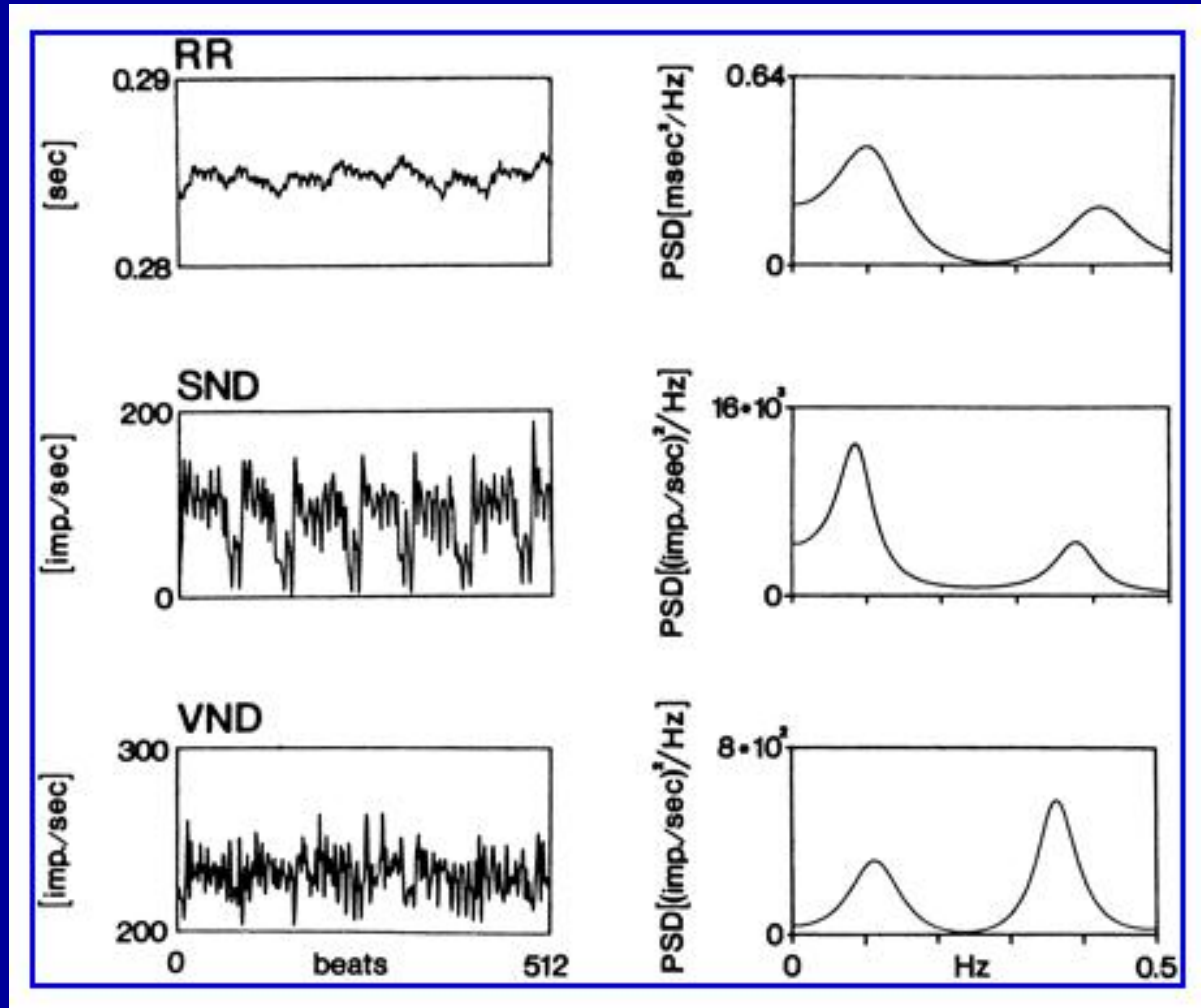 RR
0.29
[sec]
0.28
PSD[msec²/Hz]
0.64
0
SND
200
[imp./sec]
0
PSD[(imp./sec)²/Hz]
16•10³
0
VND
300
[imp./sec]
200
0 beats 512
PSD[(imp./sec)²/Hz]
8•10²
0
0 Hz 0.5